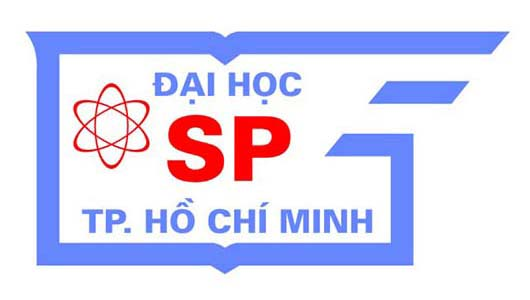 ĐẠI HỌC
SP
TP. HỒ CHÍ MINH